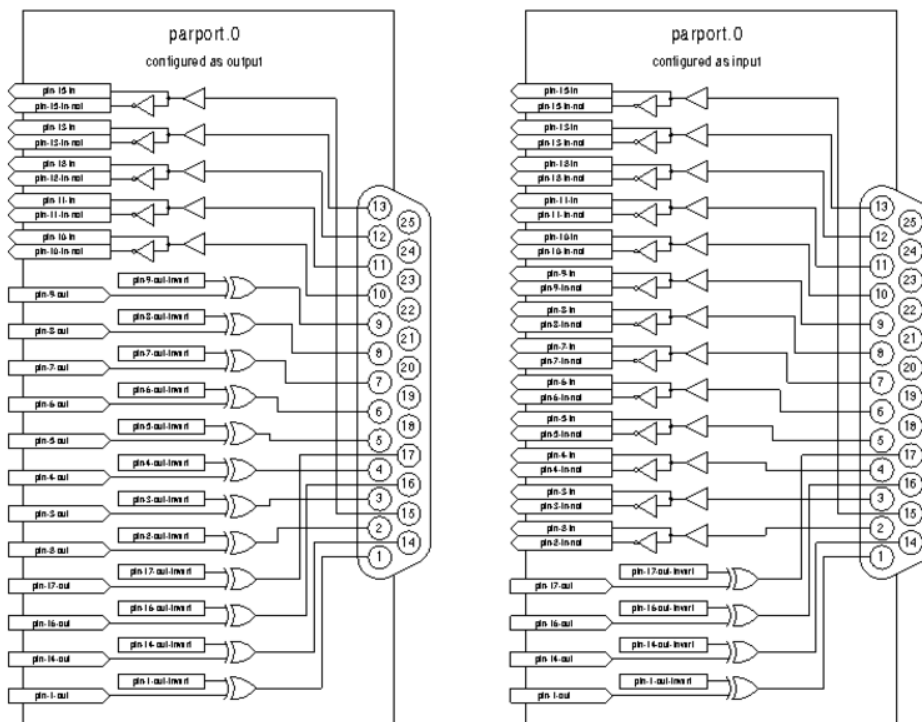 parport.0
configured as output
pin-15-in
pin-15-in-not
pin-13-in
pin-13-in-not
pin-12-in
pin-12-in-not
pin-11-in
pin-11-in-not
pin-10-in
pin-10-in-not
pin-9-out-invert
pin-9-out
pin-8-out-invert
pin-8-out
pin-7-out-invert
pin-7-out
pin-6-out-invert
pin-6-out
pin-5-out-invert
pin-5-out
pin-4-out-invert
pin-4-out
pin-3-out-invert
pin-3-out
pin-2-out-invert
pin-2-out
pin-17-out-invert
pin-17-out
pin-16-out-invert
pin-16-out
pin-14-out-invert
pin-14-out
pin-1-out-invert
pin-1-out
13
25
12
24
11
23
10
22
9
21
8
20
7
19
6
18
5
17
4
16
3
15
2
14
1
parport.0
configured as input
pin-15-in
pin-15-in-not
pin-13-in
pin-13-in-not
pin-12-in
pin-12-in-not
pin-11-in
pin-11-in-not
pin-10-in
pin-10-in-not
pin-9-in
pin-9-in-not
pin-8-in
pin-8-in-not
pin-7-in
pin-7-in-not
pin-6-in
pin-6-in-not
pin-5-in
pin-5-in-not
pin-4-in
pin-4-in-not
pin-3-in
pin-3-in-not
pin-2-in
pin-2-in-not
pin-17-out-invert
pin-17-out
pin-16-out-invert
pin-16-out
pin-14-out-invert
pin-14-out
pin-1-out-invert
pin-1-out
13
25
12
24
11
23
10
22
9
21
8
20
7
19
6
18
5
17
4
16
3
15
2
14
1